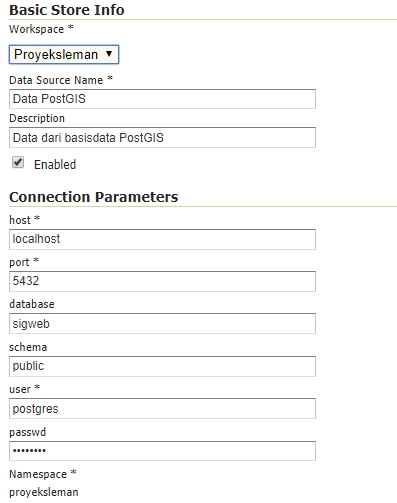 Basic Store Info
Workspace *
Proyeksleman
Data Source Name *
Data PostGIS
Description
Data dari basisdata PostGIS
Enabled
Connection Parameters
host *
localhost
port *
5432
database
sigweb
schema
public
user *
postgres
passwd
••••••••
Namespace *
proyeksleman